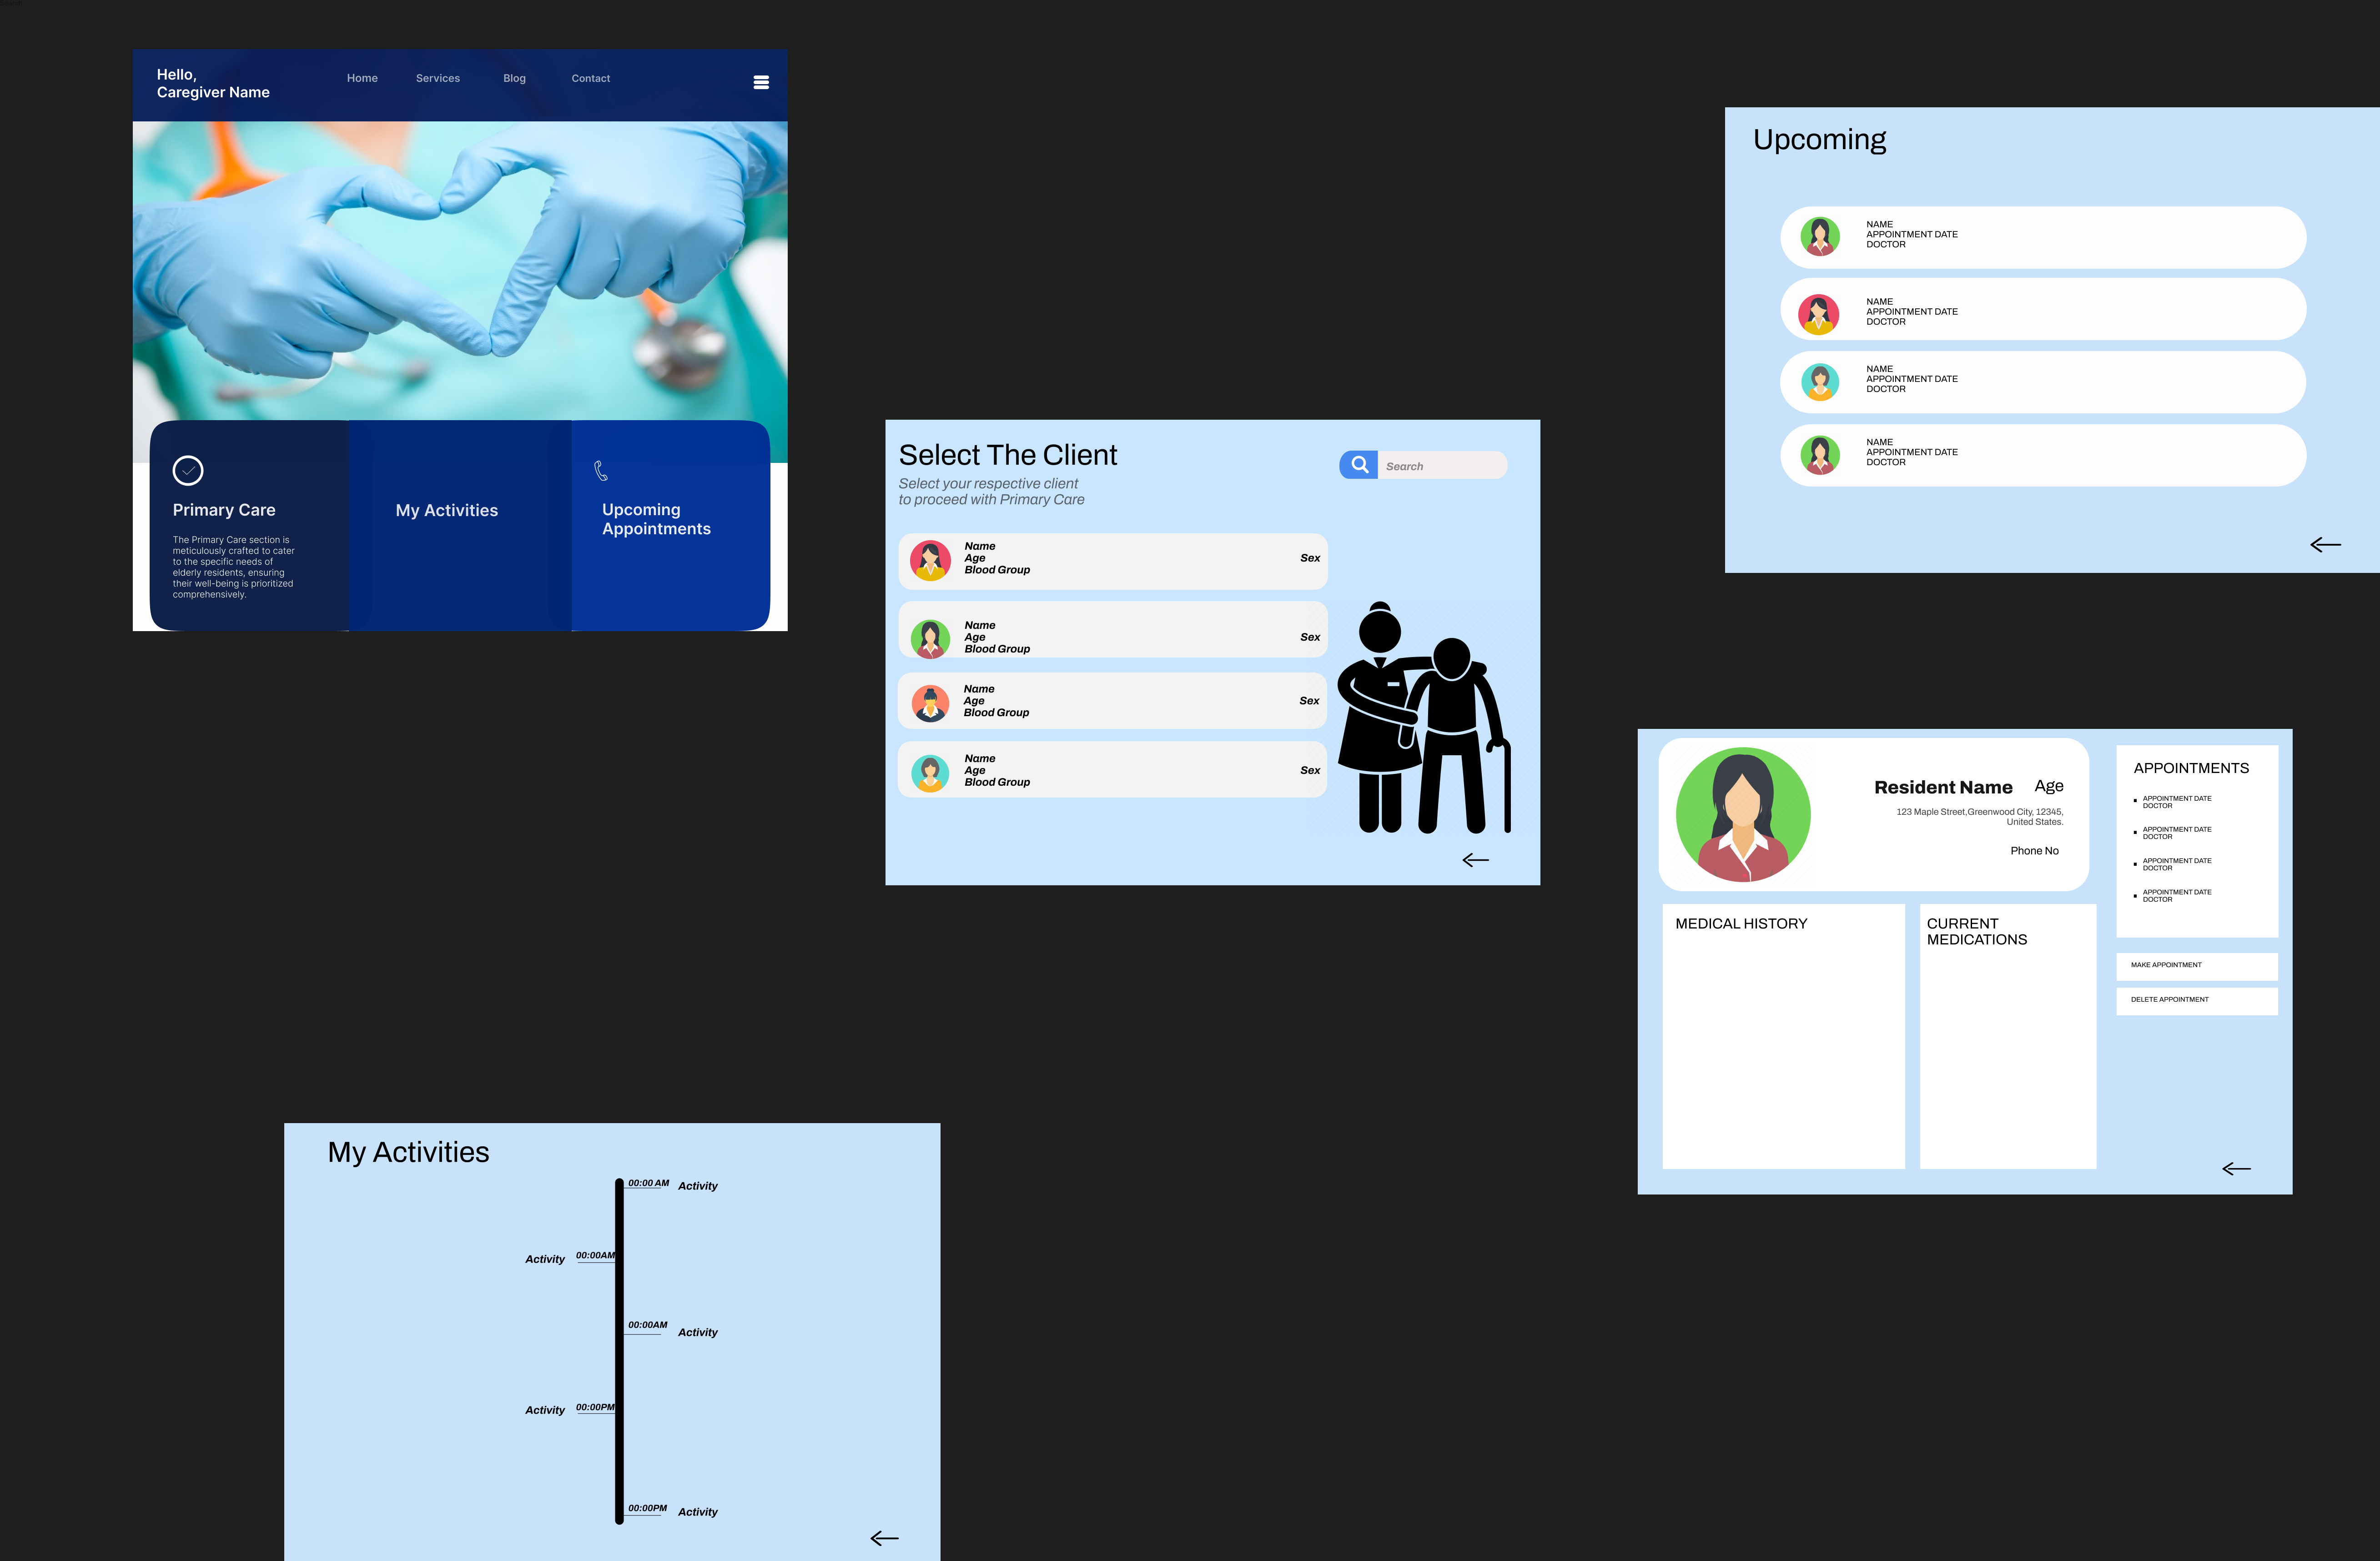 Hello,
Caregiver Name
Home
Services
Blog
Contact
Primary Care
The Primary Care section is
meticulously crafted to cater
to the specific needs of
elderly residents, ensuring
their well-being is prioritized
comprehensively.
My Activities
Upcoming
Appointments
Select The Client
Select your respective client
to proceed with Primary Care
Search
Name
Age
Blood Group
Sex
Name
Age
Blood Group
Sex
Name
Age
Blood Group
Sex
Name
Age
Blood Group
Sex
Upcoming
NAME
APPOINTMENT DATE
DOCTOR
NAME
APPOINTMENT DATE
DOCTOR
NAME
APPOINTMENT DATE
DOCTOR
NAME
APPOINTMENT DATE
DOCTOR
Resident Name
Age
123 Maple Street,Greenwood City, 12345,
United States.
Phone No
MEDICAL HISTORY
CURRENT
MEDICATIONS
APPOINTMENTS
APPOINTMENT DATE
DOCTOR
APPOINTMENT DATE
DOCTOR
APPOINTMENT DATE
DOCTOR
APPOINTMENT DATE
DOCTOR
MAKE APPOINTMENT
DELETE APPOINTMENT
My Activities
00:00 AM
Activity
Activity
00:00AM
00:00AM
Activity
Activity
00:00PM
00:00PM
Activity